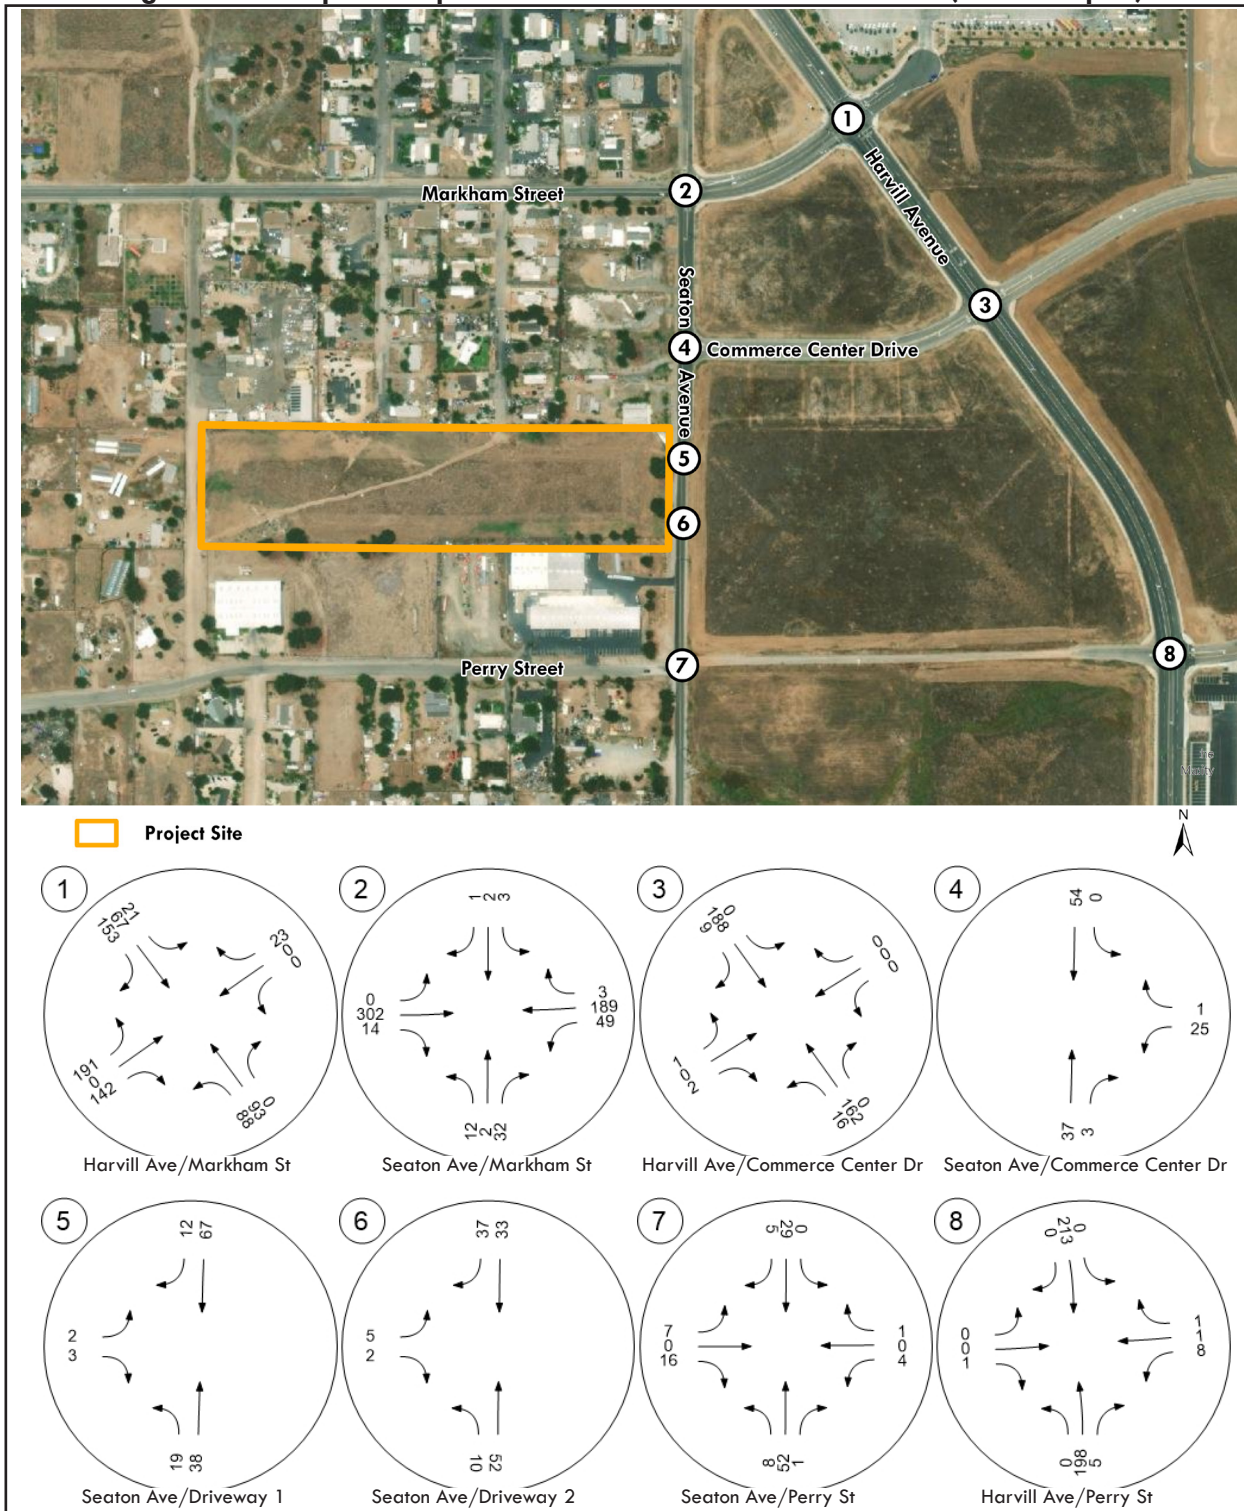 1
Harvill Avenue
Markham Street
2
Seaton Avenue
3
4
Commerce Center Drive
5
6
Perry Street
7
8
Project Site
N
1
153 67 21
23 0 0
191
0
142
88 93 0
Harvill Ave/Markham St
2
1 2 3
0
302
14
3
189
49
12 2 32
Seaton Ave/Markham St
3
9 188 0
0 0 0
1
0
2
16 162 0
Harvill Ave/Commerce Center Dr
4
54 0
1
25
37 3
Seaton Ave/Commerce Center Dr
5
12 67
2
3
19 38
Seaton Ave/Driveway 1
6
37 33
5
2
10 52
Seaton Ave/Driveway 2
7
5 29 0
7
0
16
1
0
4
8 52 1
Seaton Ave/Perry St
8
0 213 0
0
0
1
1
1
8
0 198 5
Harvill Ave/Perry St